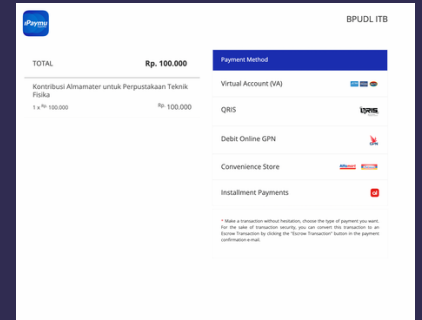 iPaymu
BPUDL ITB
TOTAL
Rp. 100.000
Kontribusi Almamater untuk Perpustakaan Teknik
Fisika
1 x Rp 100.000
Rp. 100.000
Payment Method
Virtual Account (VA)
QRIS
QRIS
Debit Online GPN
GPN
Convenience Store
Alfamart
Installment Payments
* Make a transaction without hesitation, choose the type of payment you want.
For the sake of transaction security, you can convert this transaction to an
Escrow Transaction by clicking the "Escrow Transaction" button in the payment
confirmation e-mail.